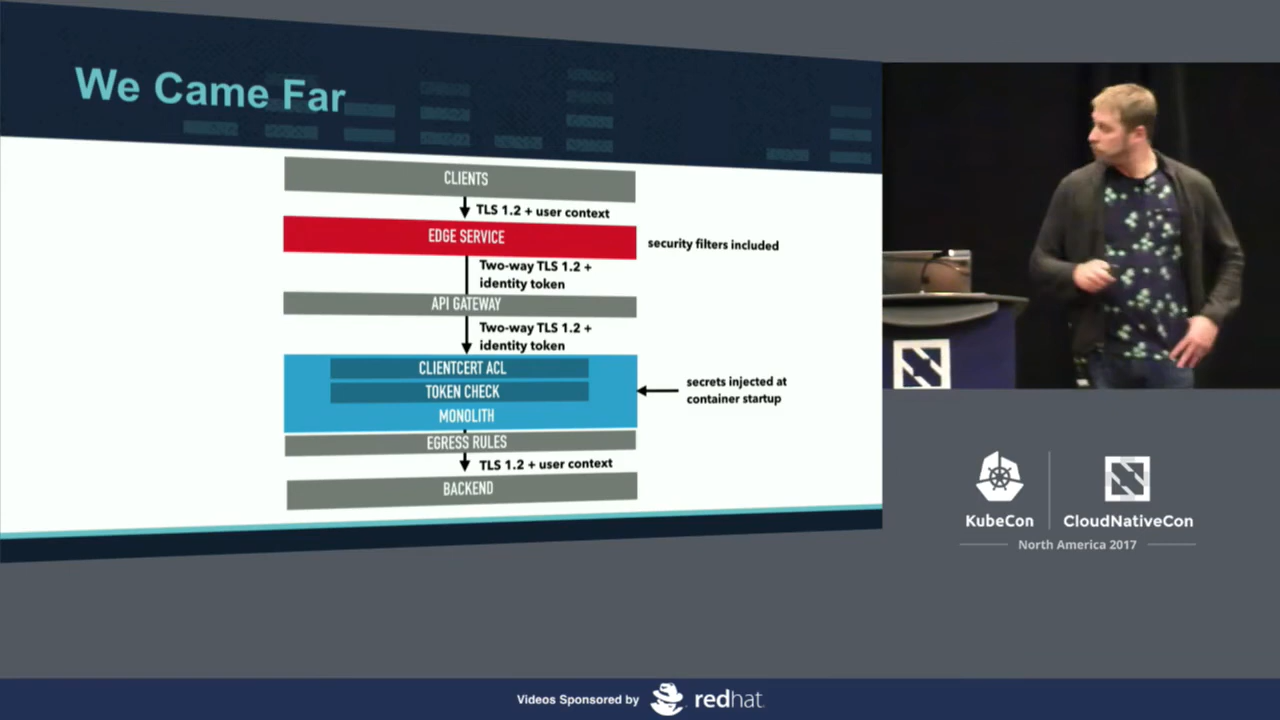 We Came Far
CLIENTS
TLS 1.2 + user context
EDGE SERVICE
security filters included
Two-way TLS 1.2 +
identity token
API GATEWAY
Two-way TLS 1.2 +
identity token
CLIENTCERT ACL
TOKEN CHECK
MONOLITH
secrets injected at
container startup
EGRESS RULES
TLS 1.2 + user context
BACKEND
KubeCon
CloudNativeCon
North America 2017
Videos Sponsored by
redhat